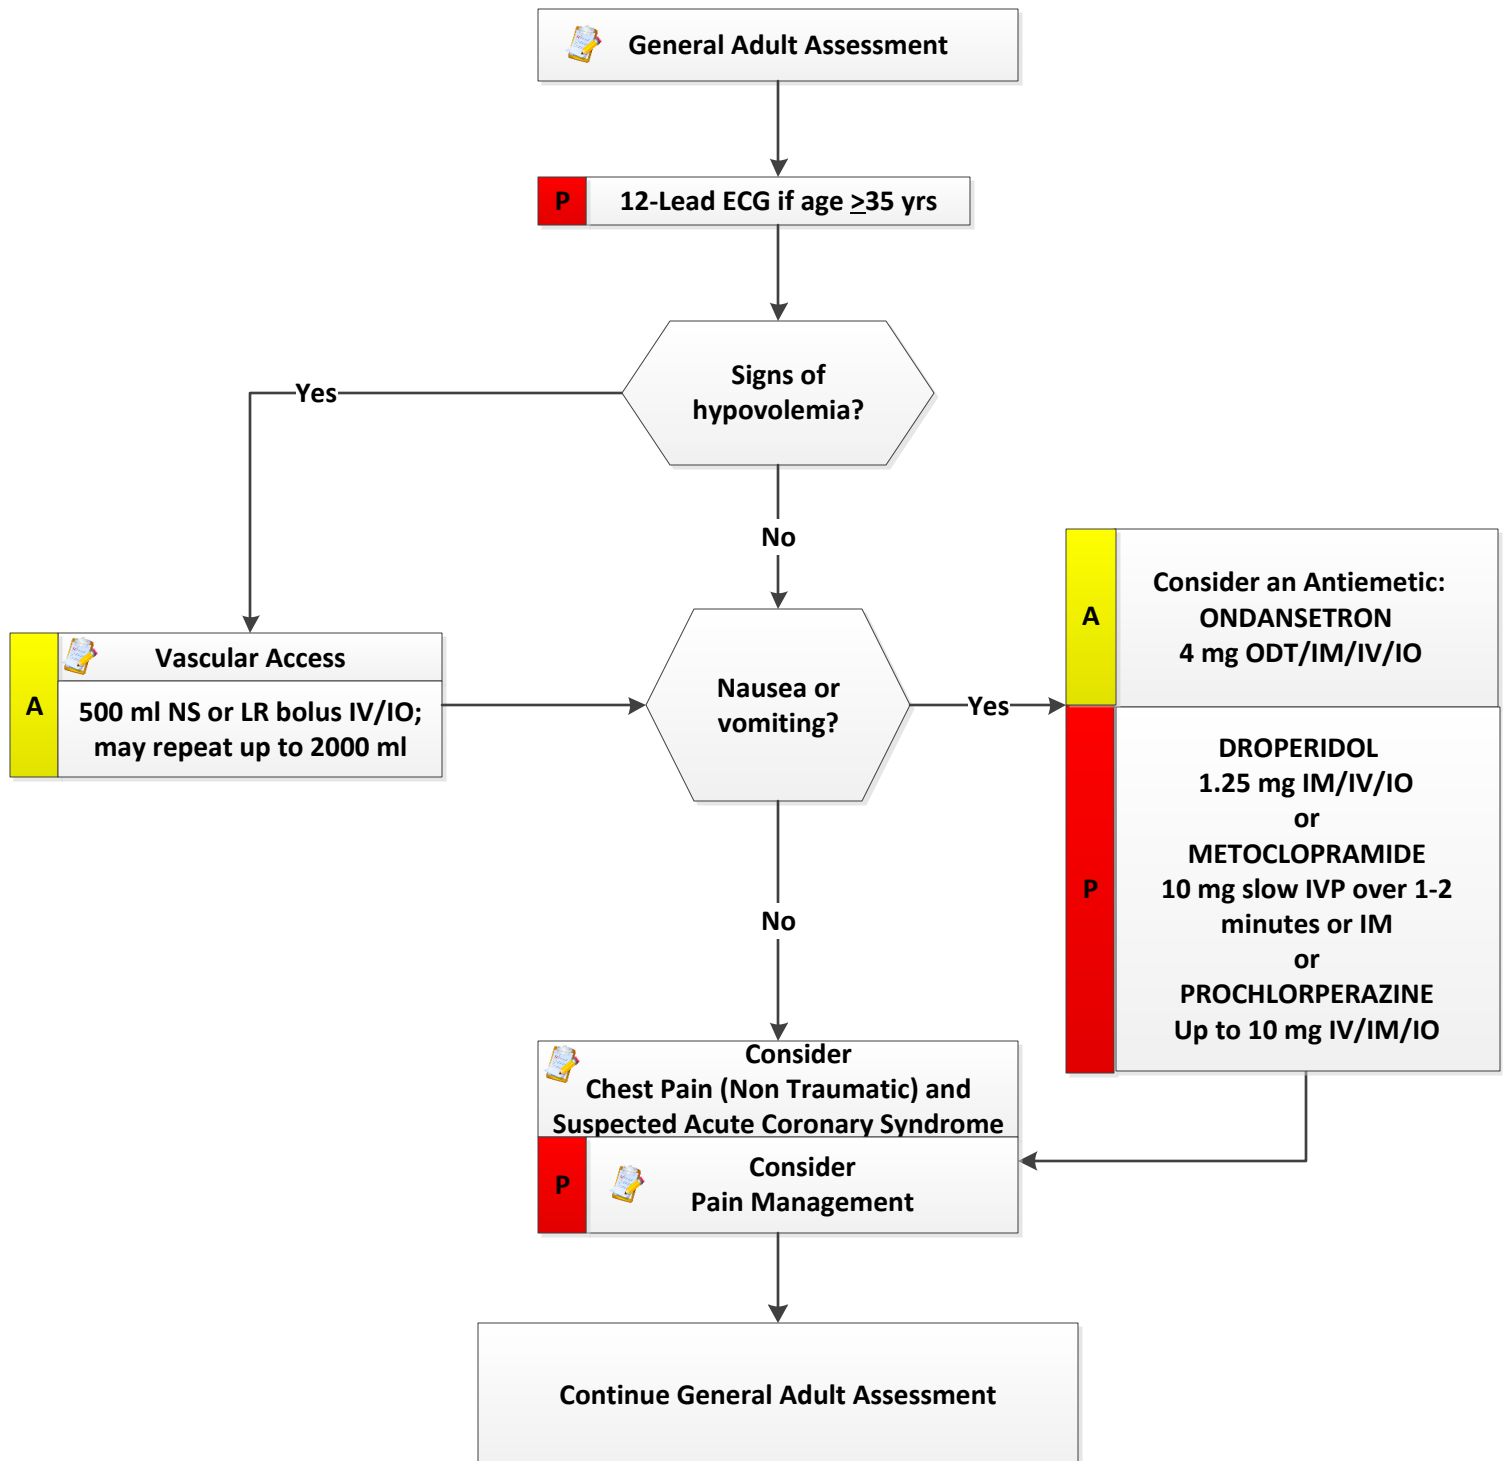 General Adult Assessment
P
12-Lead ECG if age ≥35 yrs
Signs of
hypovolemia?
Yes
No
A
Vascular Access
500 ml NS or LR bolus IV/IO;
may repeat up to 2000 ml
Nausea or
vomiting?
Yes
A
Consider an Antiemetic:
ONDANSETRON
4 mg ODT/IM/IV/IO
P
DROPERIDOL
1.25 mg IM/IV/IO
or
METOCLOPRAMIDE
10 mg slow IVP over 1-2
minutes or IM
or
PROCHLORPERAZINE
Up to 10 mg IV/IM/IO
No
Consider
Chest Pain (Non Traumatic) and
Suspected Acute Coronary Syndrome
P
Consider
Pain Management
Continue General Adult Assessment